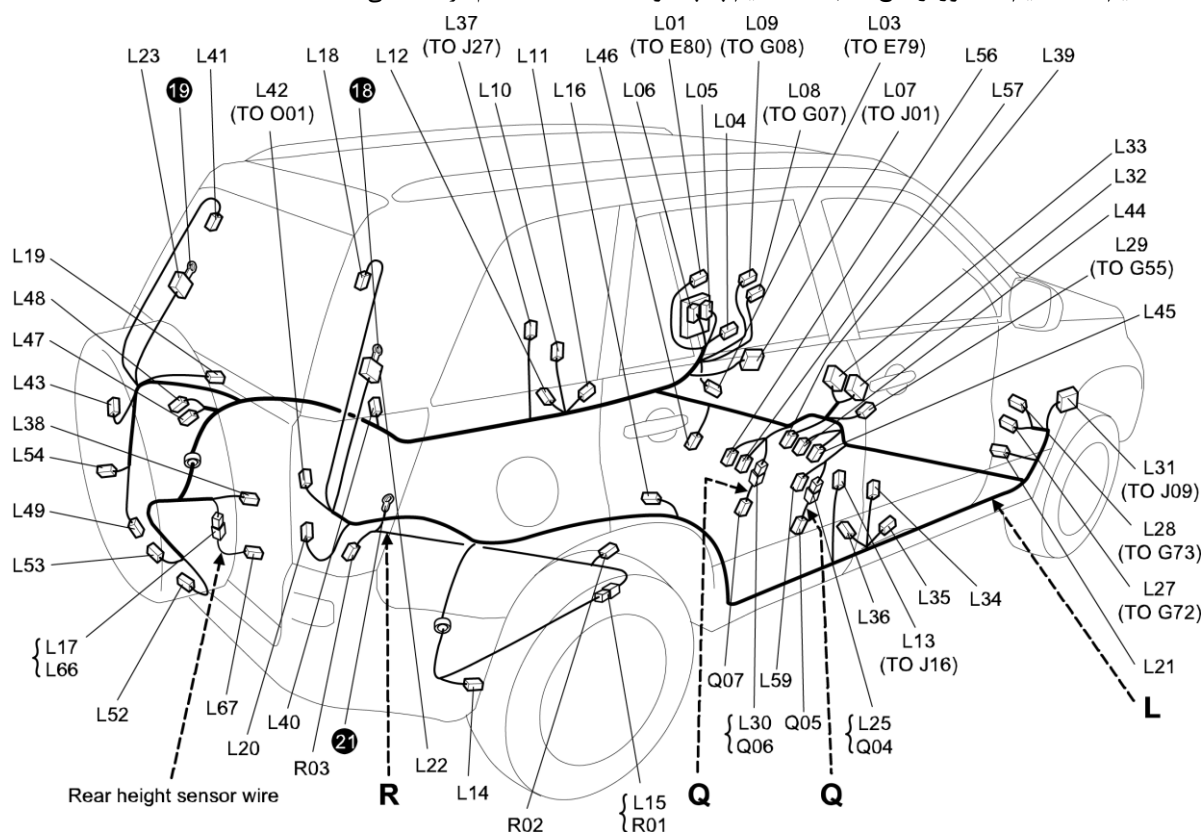 L23
19
L41
L42
(TO O01)
L18
18
L12
L37
(TO J27)
L10
L11
L16
L46
L06
L01
(TO E80)
L05
L09
(TO G08)
L04
L08
(TO G07)
L03
(TO E79)
L07
(TO J01)
L56
L57
L39
L33
L32
L44
L29
(TO G55)
L45
L19
L48
L47
L43
L38
L54
L49
L53
L17
L66
L52
L67
Rear height sensor wire
L20
L40
R03
21
R
L22
L14
R02
L15
R01
Q
Q07
L30
Q06
L59
Q05
Q
L25
Q04
L36
L13
(TO J16)
L35
L34
L
L31
(TO J09)
L28
(TO G73)
L27
(TO G72)
L21